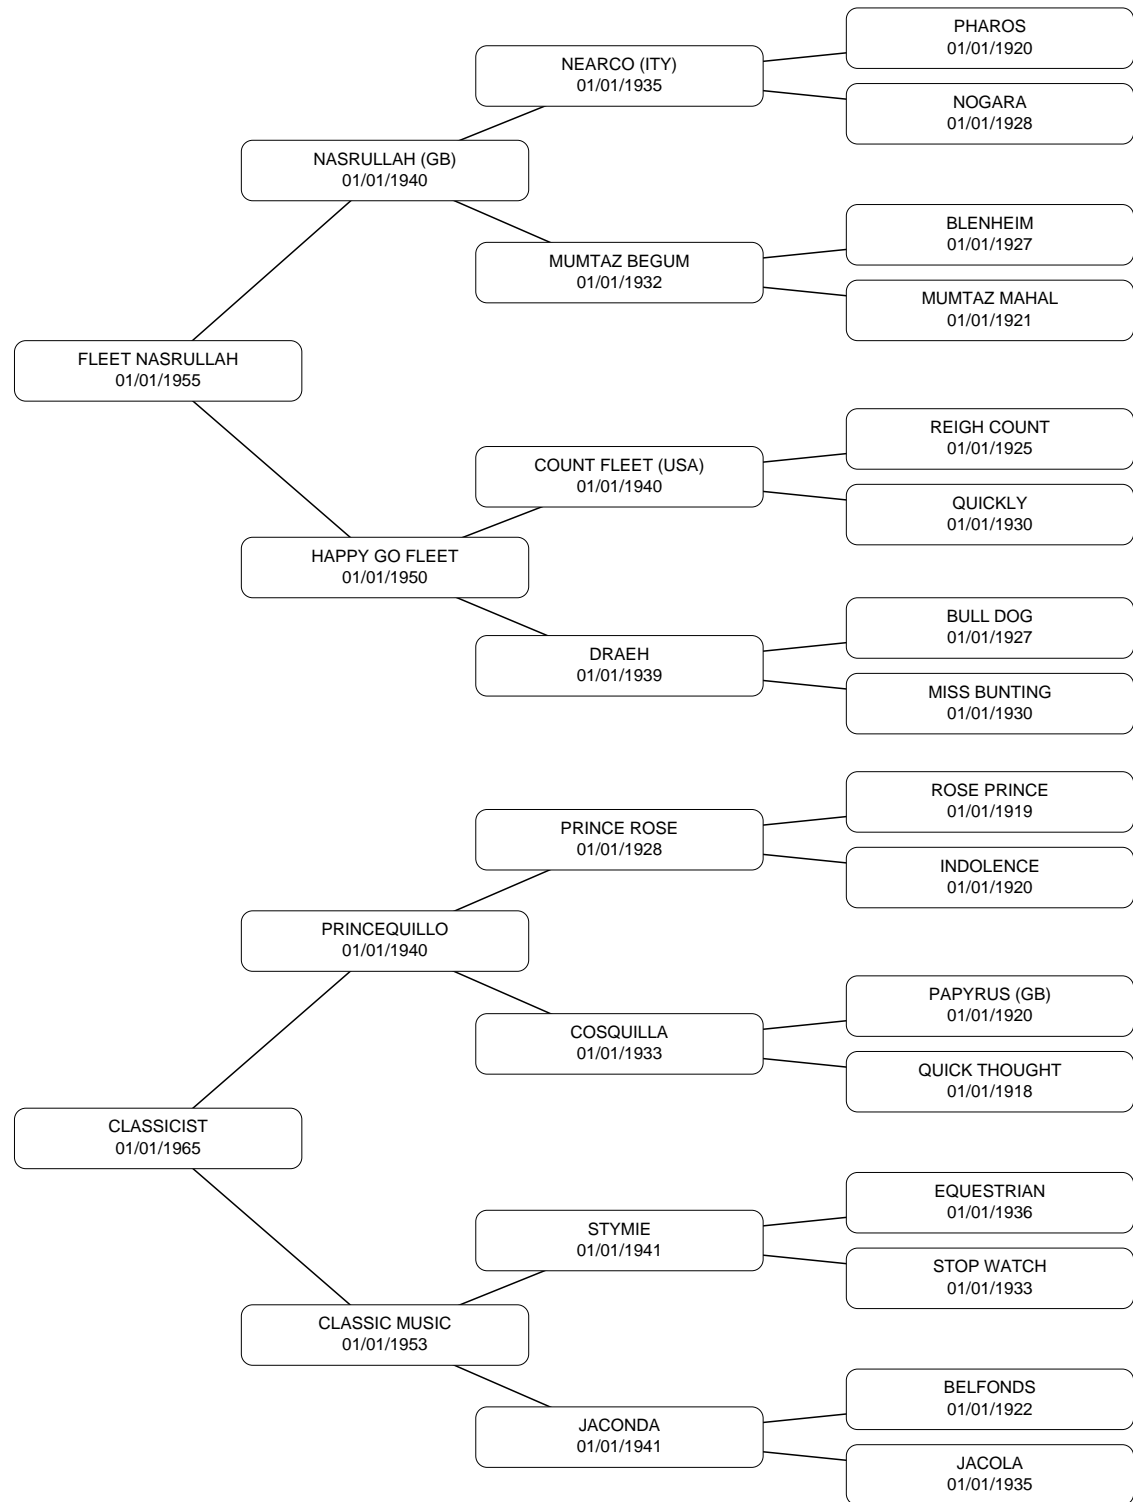 PHAROS
01/01/1920
NEARCO (ITY)
01/01/1935
NOGARA
01/01/1928
NASRULLAH (GB)
01/01/1940
BLENHEIM
01/01/1927
MUMTAZ BEGUM
01/01/1932
MUMTAZ MAHAL
01/01/1921
FLEET NASRULLAH
01/01/1955
REIGH COUNT
01/01/1925
COUNT FLEET (USA)
01/01/1940
QUICKLY
01/01/1930
HAPPY GO FLEET
01/01/1950
BULL DOG
01/01/1927
DRAEH
01/01/1939
MISS BUNTING
01/01/1930
ROSE PRINCE
01/01/1919
PRINCE ROSE
01/01/1928
INDOLENCE
01/01/1920
PRINCEQUILLO
01/01/1940
PAPYRUS (GB)
01/01/1920
COSQUILLA
01/01/1933
QUICK THOUGHT
01/01/1918
CLASSICIST
01/01/1965
EQUESTRIAN
01/01/1936
STYMIE
01/01/1941
STOP WATCH
01/01/1933
CLASSIC MUSIC
01/01/1953
BELFONDS
01/01/1922
JACONDA
01/01/1941
JACOLA
01/01/1935